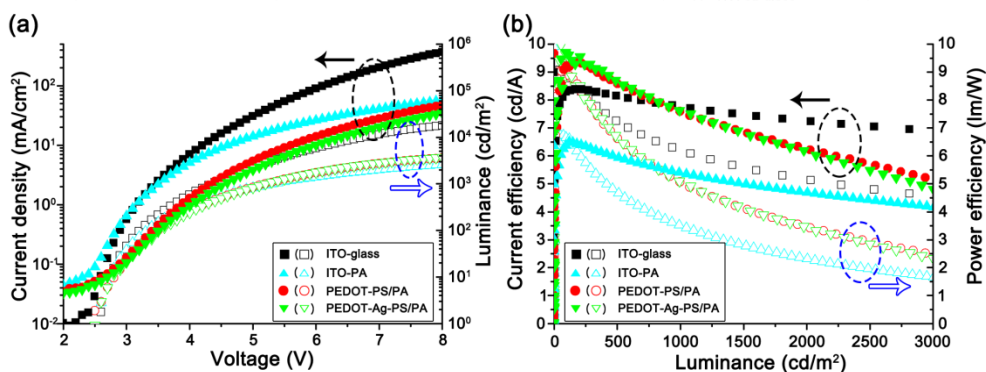 (a)
Current density (mA/cm²)
10²
10¹
10⁰
10⁻¹
10⁻²
2 3 4 5 6 7 8
Voltage (V)
10⁶
10⁵
10⁴
10³
10²
10¹
10⁰
Luminance (cd/m²)
ITO-glass
ITO-PA
PEDOT-PS/PA
PEDOT-Ag-PS/PA
(b)
Current efficiency (cd/A)
10
9
8
7
6
5
4
3
2
1
0
0 500 1000 1500 2000 2500 3000
Luminance (cd/m²)
10
9
8
7
6
5
4
3
2
1
0
Power efficiency (lm/W)
( ) ITO-glass
( ) ITO-PA
( ) PEDOT-PS/PA
( ) PEDOT-Ag-PS/PA